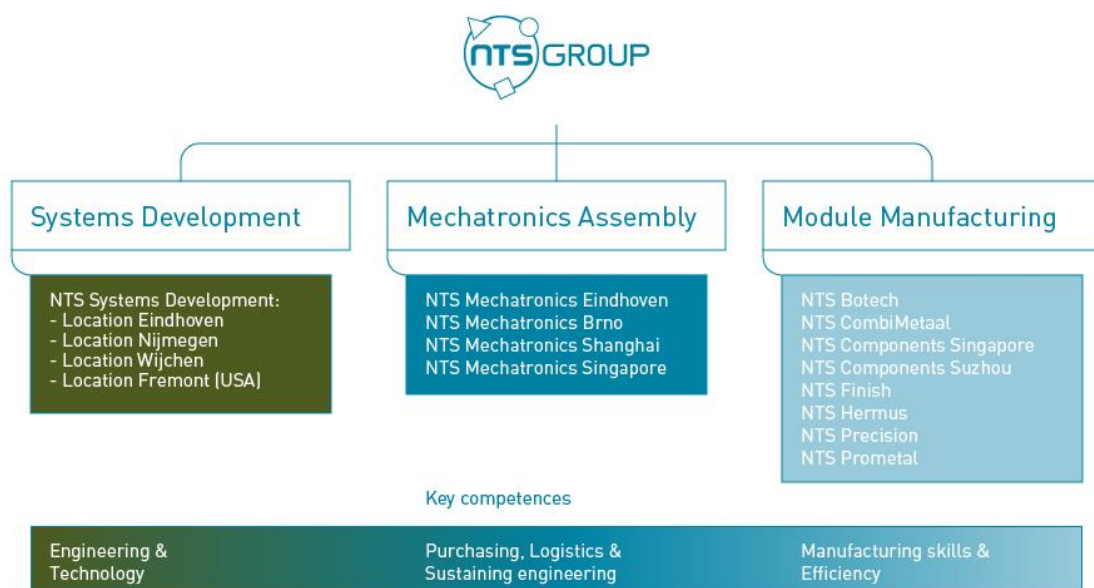 NTS GROUP
Systems Development
Mechatronics Assembly
Module Manufacturing
NTS Systems Development:
- Location Eindhoven
- Location Nijmegen
- Location Wijchen
- Location Fremont (USA)
NTS Mechatronics Eindhoven
NTS Mechatronics Brno
NTS Mechatronics Shanghai
NTS Mechatronics Singapore
NTS Botech
NTS CombiMetaal
NTS Components Singapore
NTS Components Suzhou
NTS Finish
NTS Hermus
NTS Precision
NTS Prometal
Key competences
Engineering &
Technology
Purchasing, Logistics &
Sustaining engineering
Manufacturing skills &
Efficiency